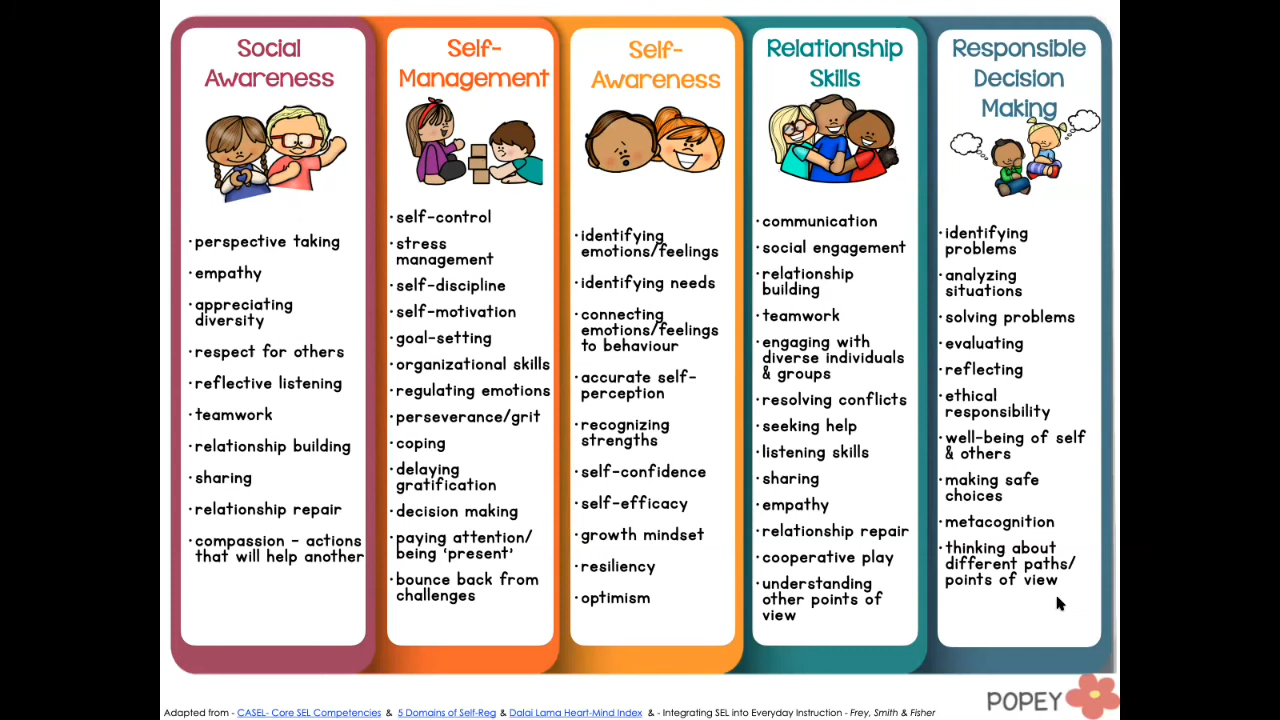 Social
Awareness
· perspective taking
· empathy
· appreciating
diversity
· respect for others
· reflective listening
· teamwork
· relationship building
· sharing
· relationship repair
· compassion - actions
that will help another
Self-
Management
· self-control
· stress
management
· self-discipline
· self-motivation
· goal-setting
· organizational skills
· regulating emotions
· perseverance/grit
· coping
· delaying
gratification
· decision making
· paying attention/
being 'present'
· bounce back from
challenges
Self-
Awareness
· identifying
emotions/feelings
· identifying needs
· connecting
emotions/feelings
to behaviour
· accurate self-
perception
· recognizing
strengths
· self-confidence
· self-efficacy
· growth mindset
· resiliency
· optimism
Relationship
Skills
· communication
· social engagement
· relationship
building
· teamwork
· engaging with
diverse individuals
& groups
· resolving conflicts
· seeking help
· listening skills
· sharing
· empathy
· relationship repair
· cooperative play
· understanding
other points of
view
Responsible
Decision
Making
· identifying
problems
· analyzing
situations
· solving problems
· evaluating
· reflecting
· ethical
responsibility
· well-being of self
& others
· making safe
choices
· metacognition
· thinking about
different paths/
points of view
POPEY
Adapted from - CASEL- Core SEL Competencies & 5 Domains of Self-Reg & Dalai Lama Heart-Mind Index & - Integrating SEL into Everyday Instruction - Frey, Smith & Fisher